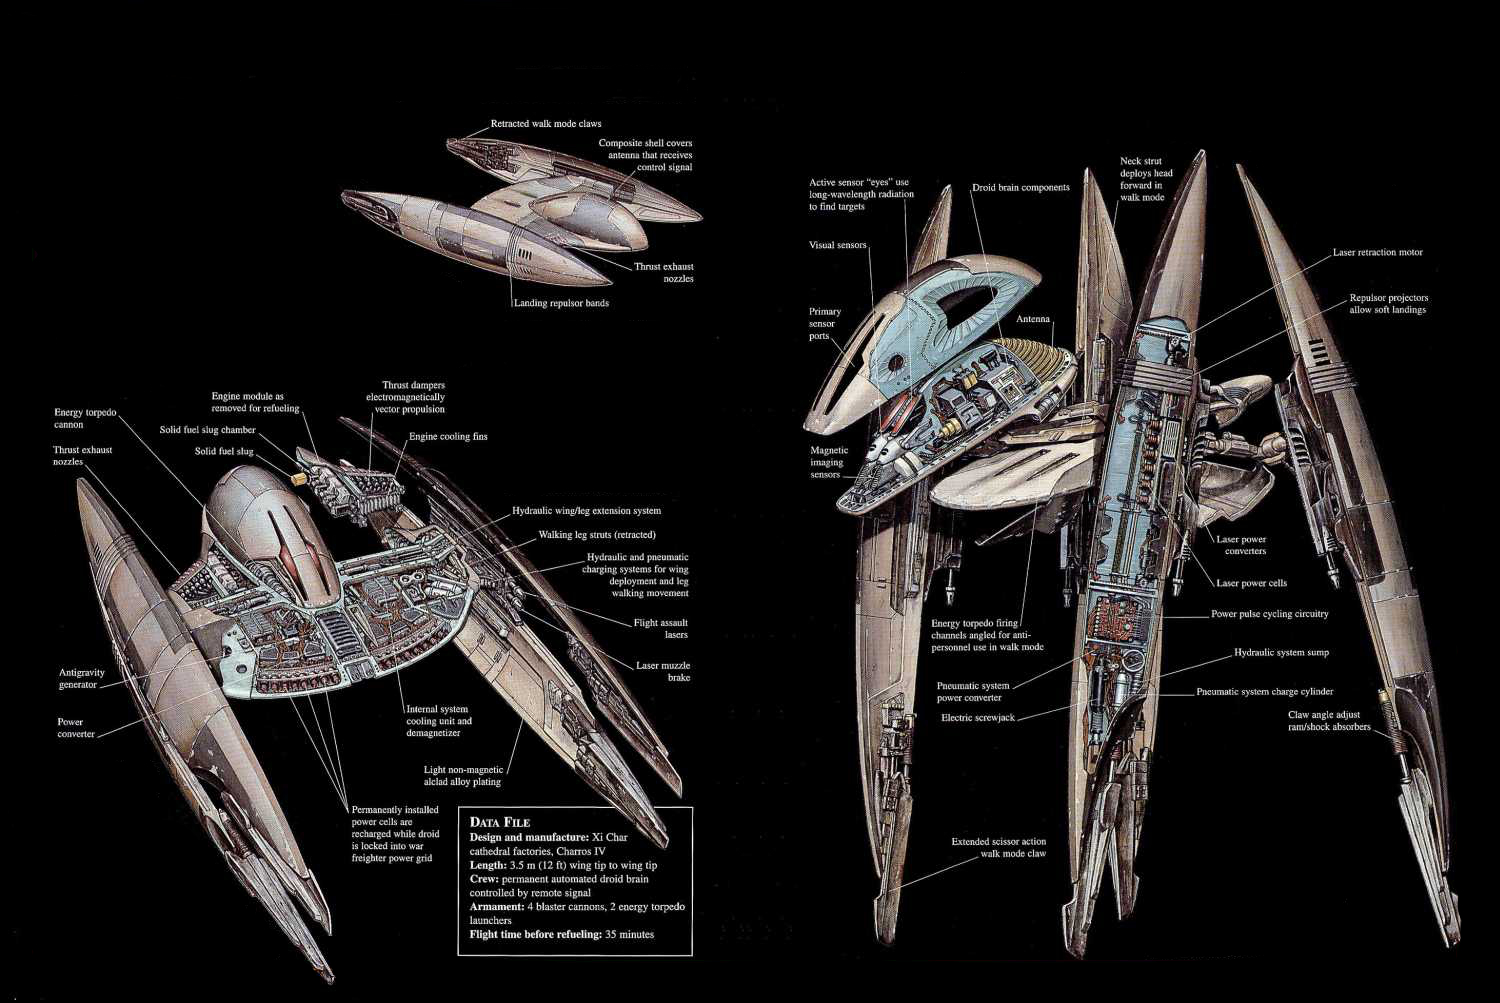 Retracted walk mode claws
Composite shell covers
antenna that receives
control signal
Thrust exhaust
nozzles
Landing repulsor bands
Thrust dampers
electromagnetically
vector propulsion
Engine module as
removed for refueling
Energy torpedo
cannon
Solid fuel slug chamber
Engine cooling fins
Thrust exhaust
nozzles
Solid fuel slug
Hydraulic wing/leg extension system
Walking leg struts (retracted)
Hydraulic and pneumatic
charging systems for wing
deployment and leg
walking movement
Flight assault
lasers
Laser muzzle
brake
Antigravity
generator
Power
converter
Internal system
cooling unit and
demagnetizer
Light non-magnetic
alclad alloy plating
Permanently installed
power cells are
recharged while droid
is locked into war
freighter power grid
DATA FILE
Design and manufacture: Xi Char
cathedral factories, Charros IV
Length: 3.5 m (12 ft) wing tip to wing tip
Crew: permanent automated droid brain
controlled by remote signal
Armament: 4 blaster cannons, 2 energy torpedo
launchers
Flight time before refueling: 35 minutes
Neck strut
deploys head
forward in
walk mode
Active sensor “eyes” use
long-wavelength radiation
to find targets
Droid brain components
Visual sensors
Laser retraction motor
Repulsor projectors
allow soft landings
Primary
sensor
ports
Antenna
Magnetic
imaging
sensors
Laser power
converters
Laser power cells
Power pulse cycling circuitry
Energy torpedo firing
channels angled for anti-
personnel use in walk mode
Hydraulic system sump
Pneumatic system
power converter
Pneumatic system charge cylinder
Electric screwjack
Claw angle adjust
ram/shock absorbers
Extended scissor action
walk mode claw